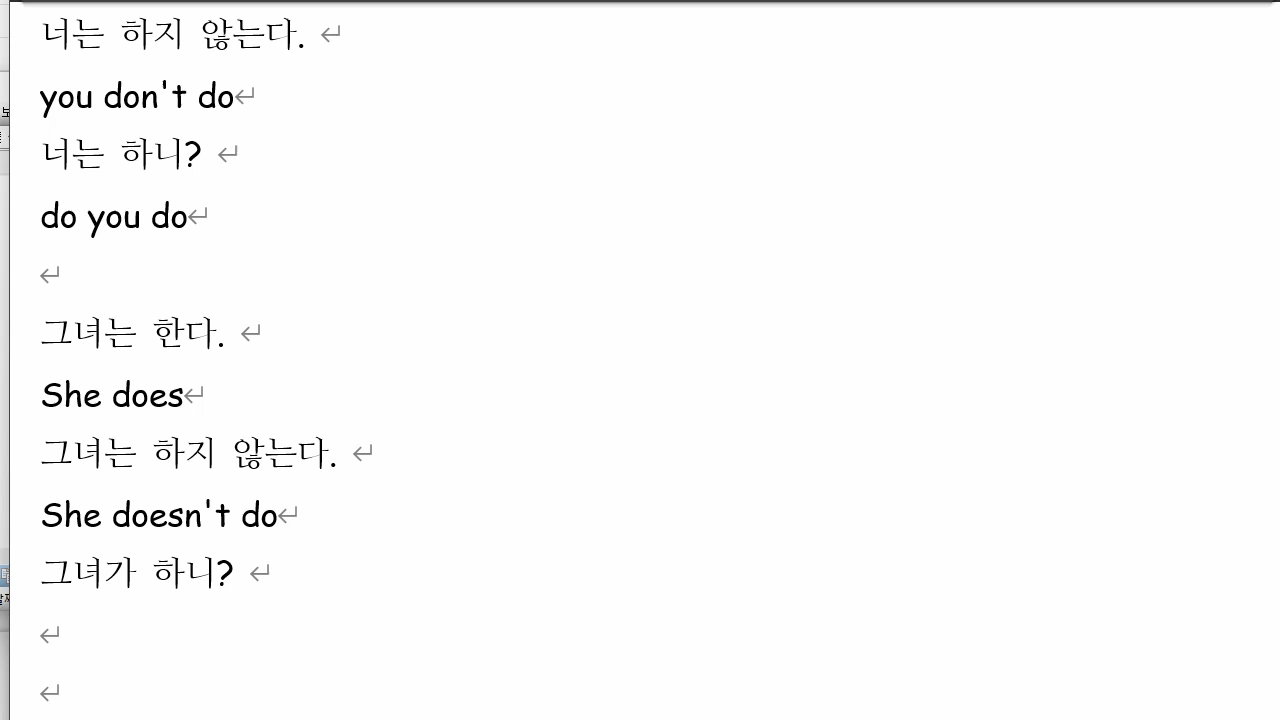 너는 하지 않는다.
you don't do
너는 하니?
do you do
그녀는 한다.
She does
그녀는 하지 않는다.
She doesn't do
그녀가 하니?